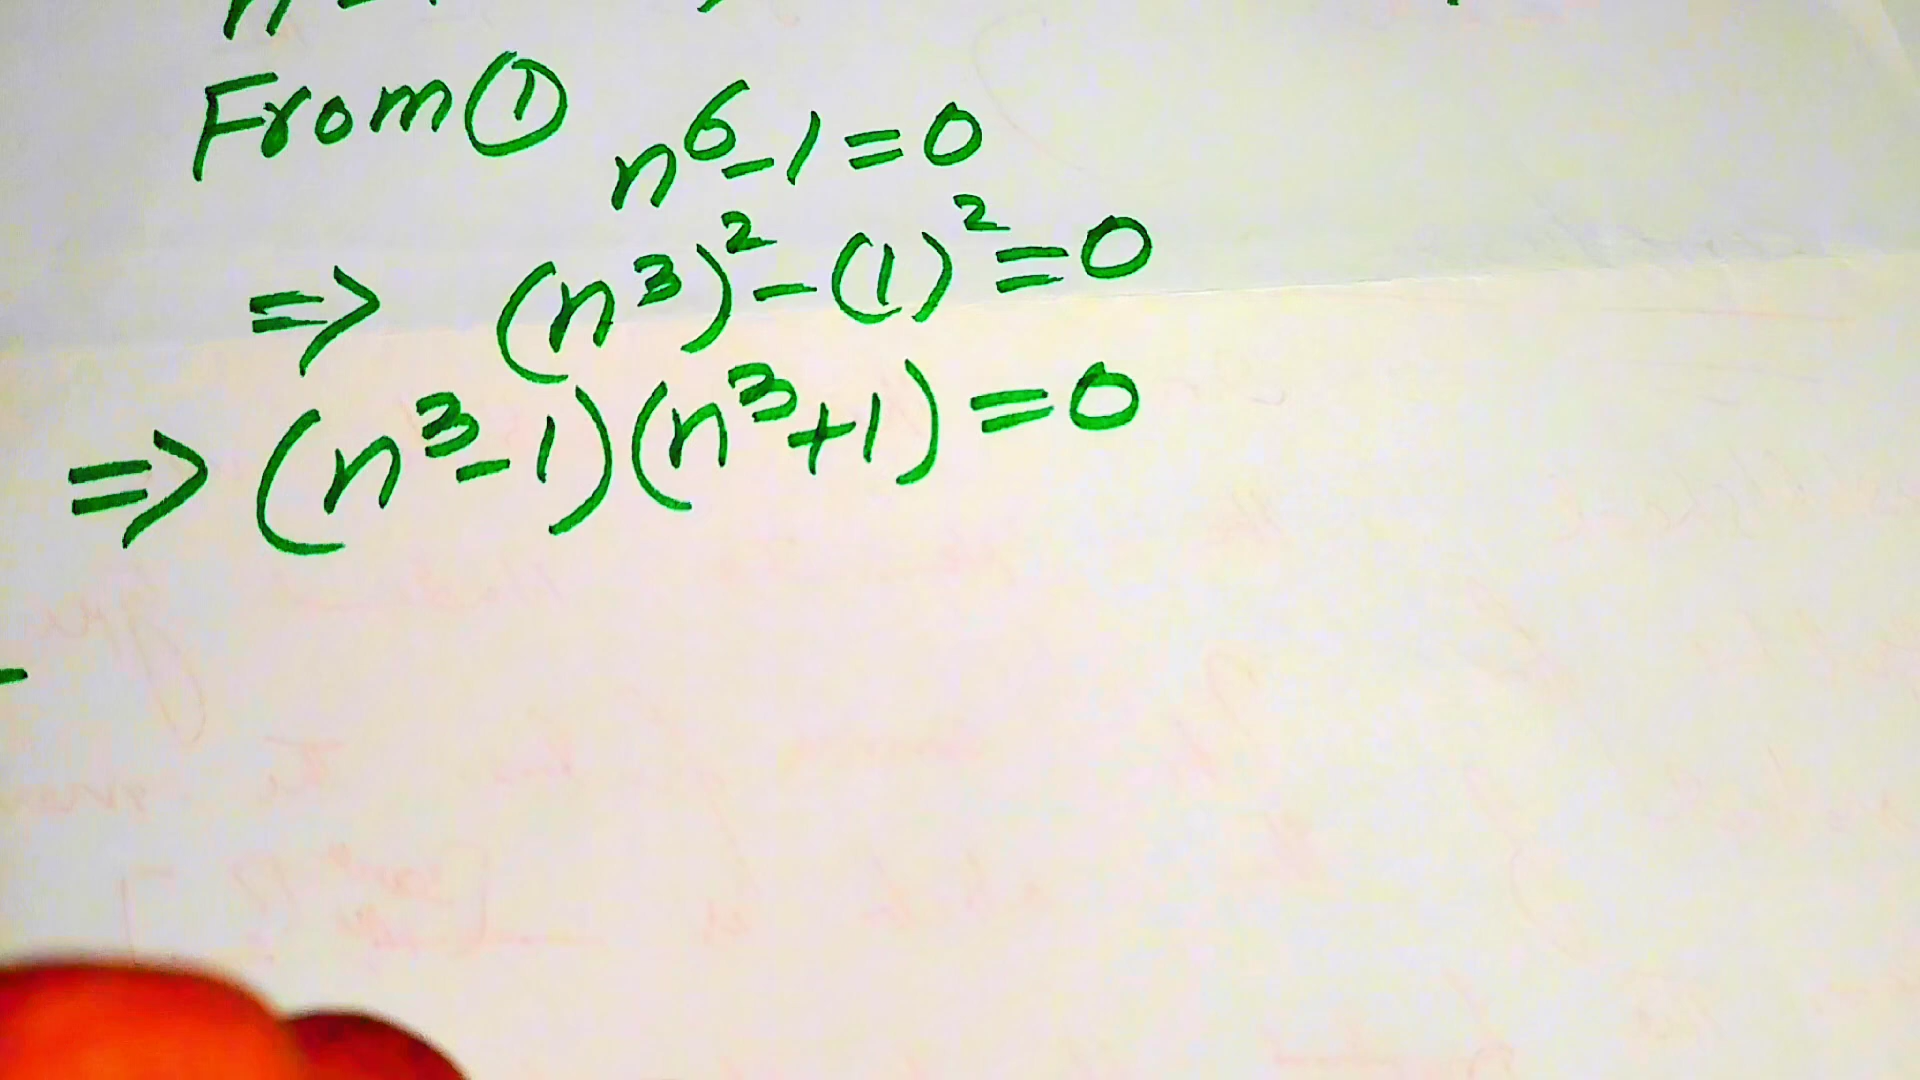 From ① n⁶-1=0
=> (n³)²-(1)²=0
=> (n³-1)(n³+1)=0